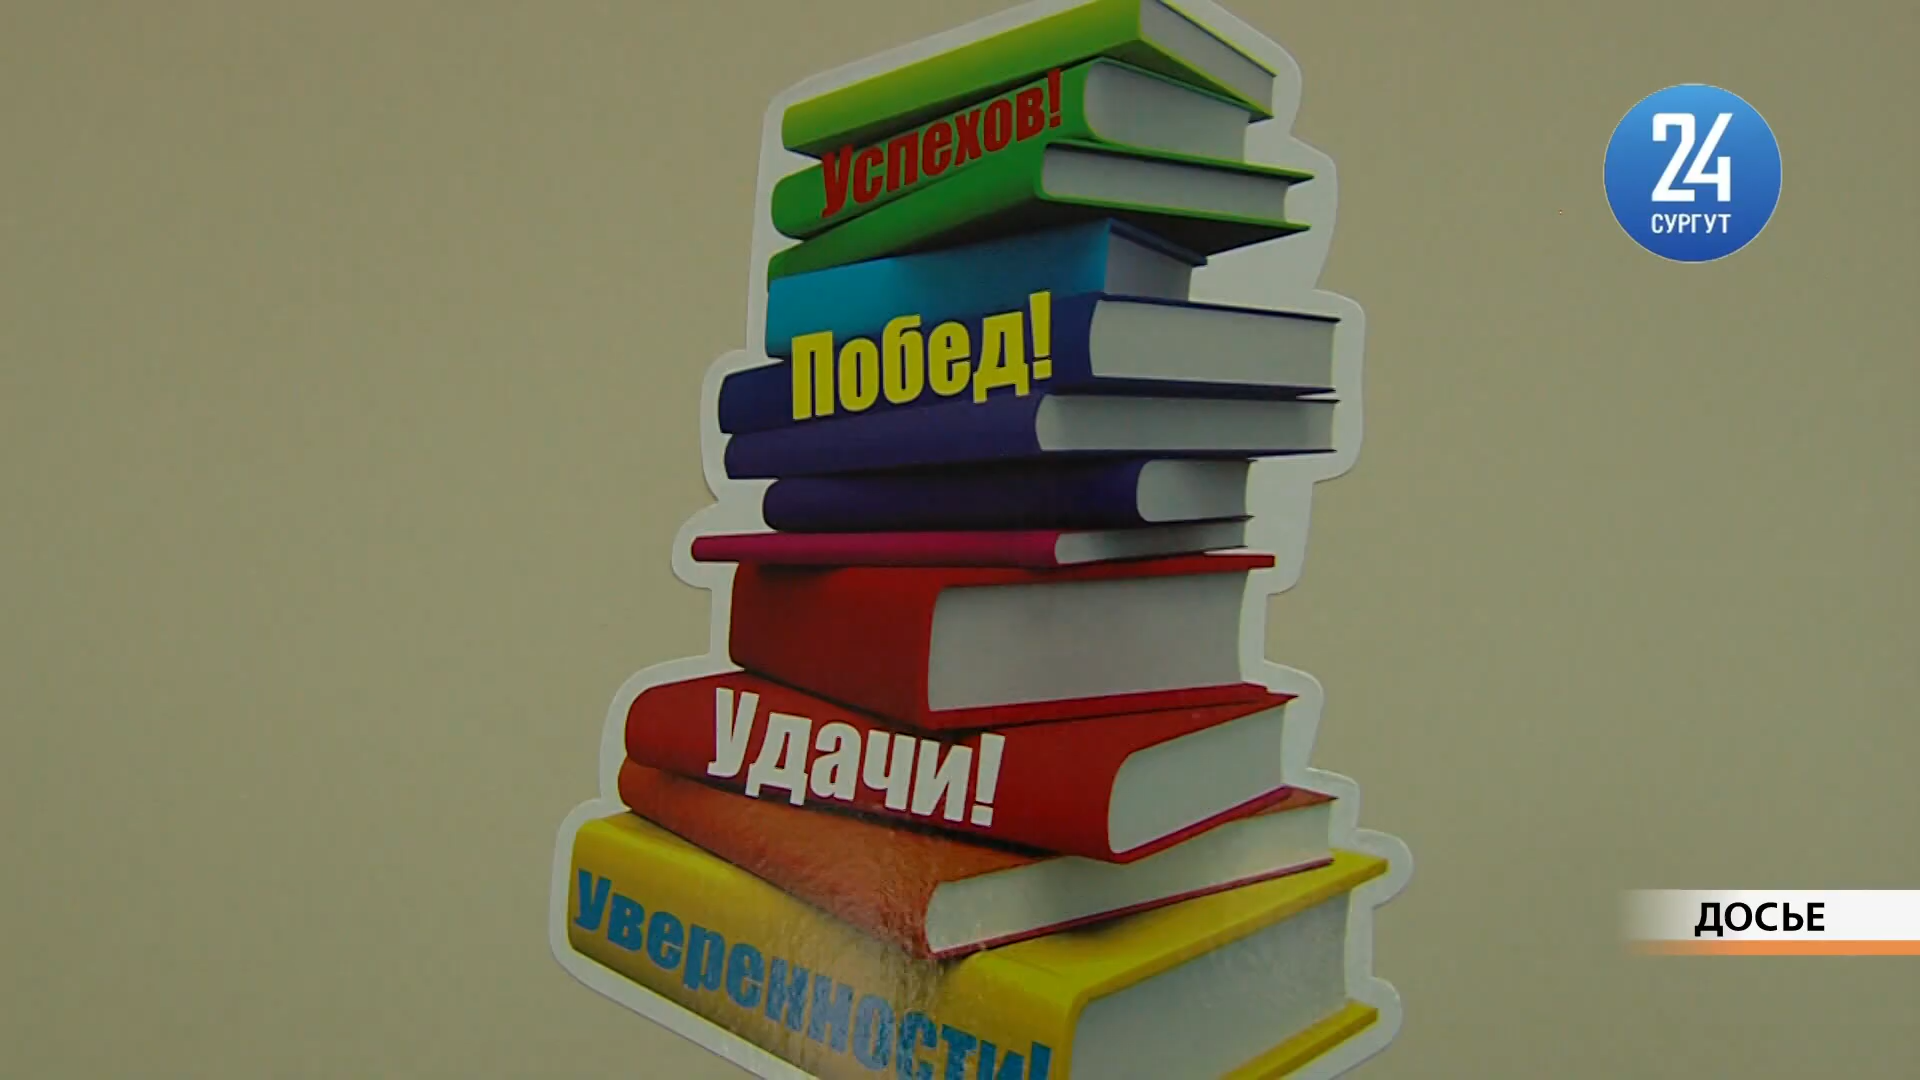 Успехов!
24
СУРГУТ
Побед!
Удачи!
Уверенности!
ДОСЬЕ